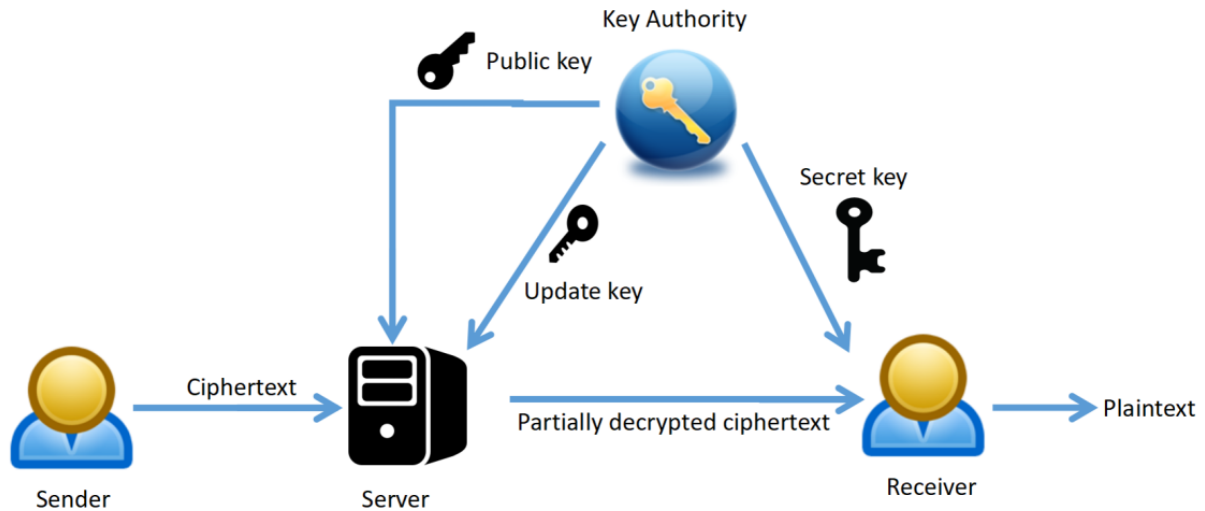 Key Authority
Public key
Secret key
Update key
Ciphertext
Partially decrypted ciphertext
Plaintext
Sender
Server
Receiver